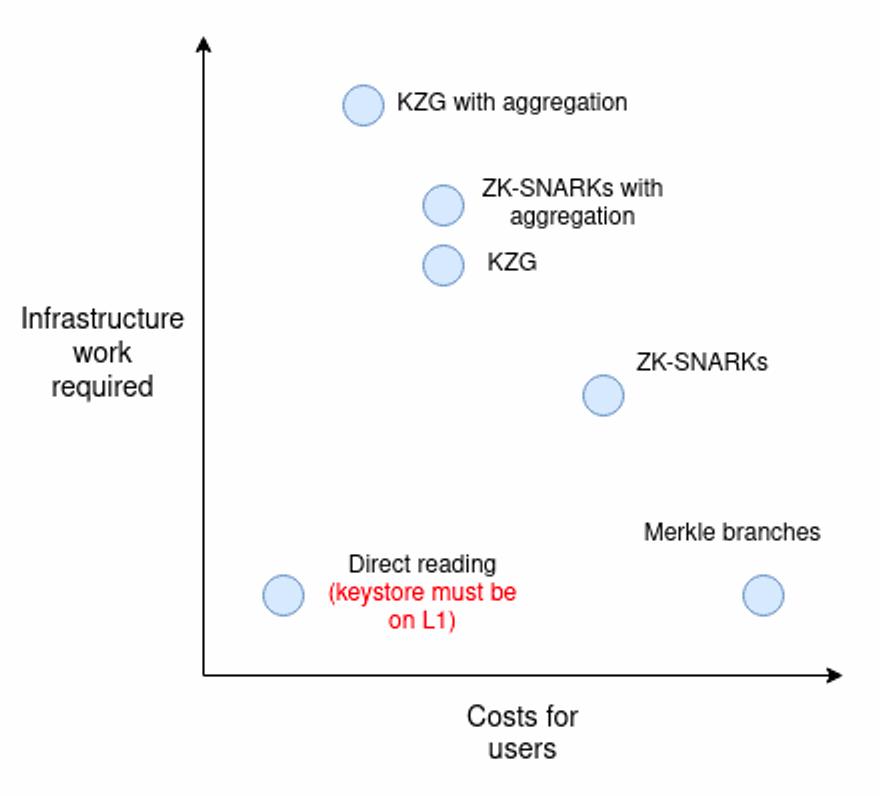 KZG with aggregation
ZK-SNARKs with
aggregation
KZG
Infrastructure
work
required
ZK-SNARKs
Merkle branches
Direct reading
(keystore must be
on L1)
Costs for
users